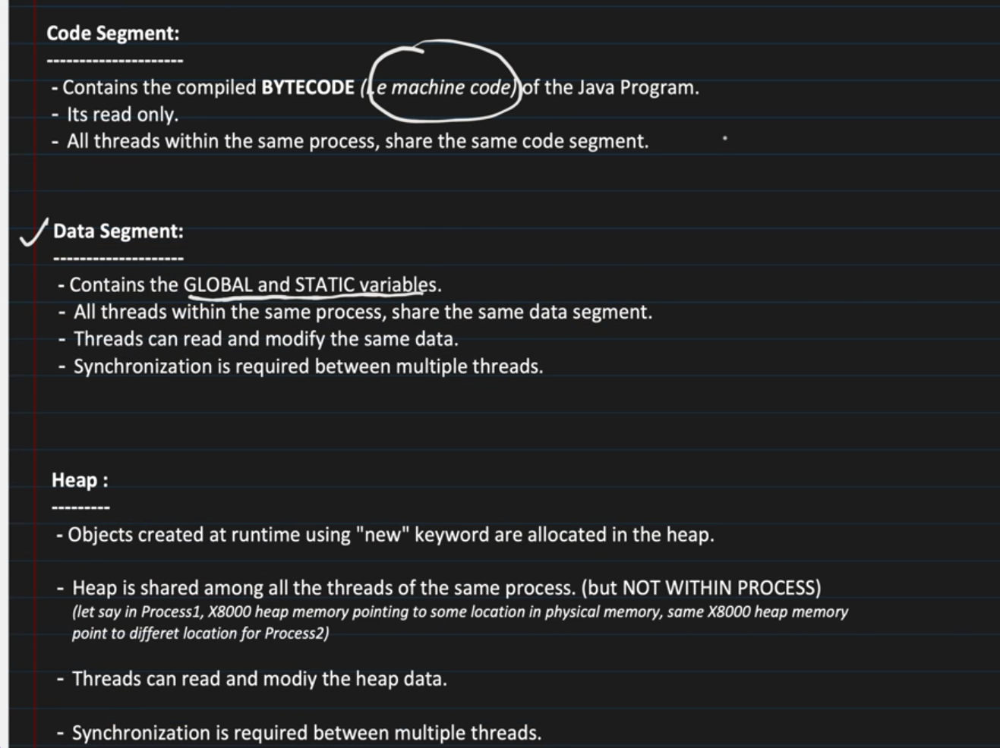 Code Segment:
---------------------
- Contains the compiled BYTECODE (i.e machine code) of the Java Program.
- Its read only.
- All threads within the same process, share the same code segment.
Data Segment:
--------------------
- Contains the GLOBAL and STATIC variables.
- All threads within the same process, share the same data segment.
- Threads can read and modify the same data.
- Synchronization is required between multiple threads.
Heap :
---------
- Objects created at runtime using "new" keyword are allocated in the heap.
- Heap is shared among all the threads of the same process. (but NOT WITHIN PROCESS)
(let say in Process1, X8000 heap memory pointing to some location in physical memory, same X8000 heap memory
point to differet location for Process2)
- Threads can read and modiy the heap data.
- Synchronization is required between multiple threads.